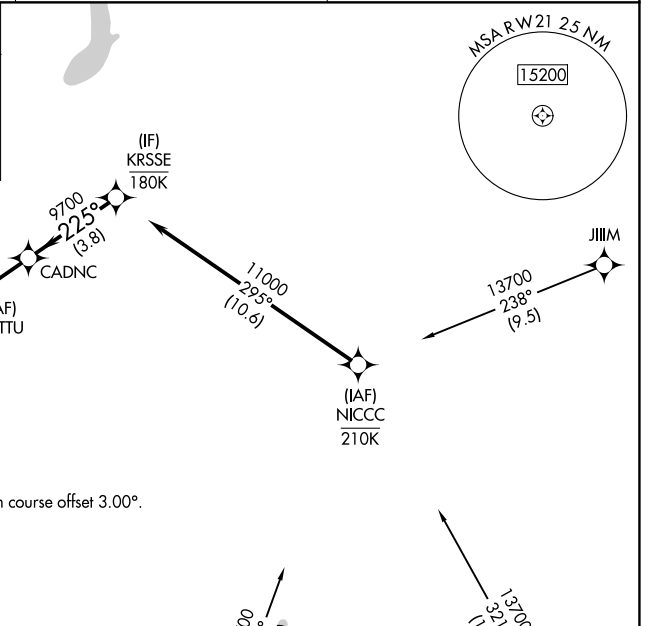 MSA RW21 25 NM
15200
(IF)
KRSSE
180K
9700
225°
(3.8)
CADNC
JIIIM
13700
238°
(9.5)
11000
295°
(10.6)
(IAF)
NICCC
210K
course offset 3.00°.
13700